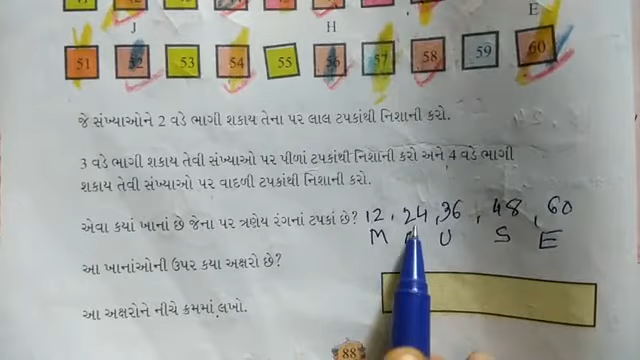 J H E
51 52 53 54 55 56 57 58 59 60
જે સંખ્યાઓને 2 વડે ભાગી શકાય તેના પર લાલ ટપકાંથી નિશાની કરો.
3 વડે ભાગી શકાય તેવી સંખ્યાઓ પર પીળાં ટપકાંથી નિશાની કરો અને 4 વડે ભાગી
શકાય તેવી સંખ્યાઓ પર વાદળી ટપકાંથી નિશાની કરો.
એવા કયાં ખાનાં છે જેના પર ત્રણેય રંગનાં ટપકાં છે? 12, 24, 36, 48, 60
M O U S E
આ ખાનાંઓની ઉપર કયા અક્ષરો છે?
આ અક્ષરોને નીચે ક્રમમાં લખો.
88